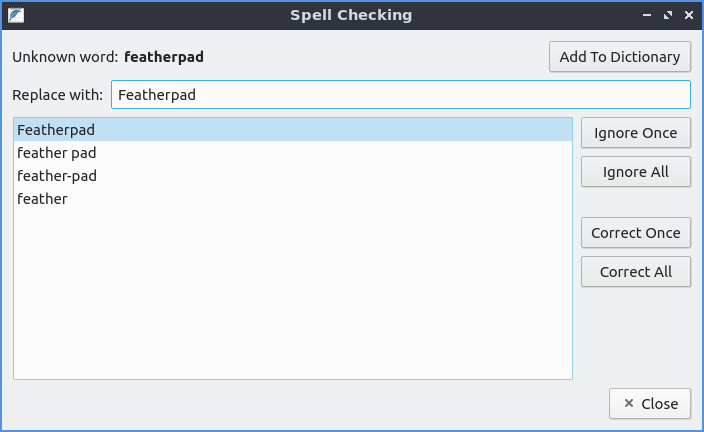 Spell Checking
Unknown word: featherpad
Add To Dictionary
Replace with: Featherpad
Featherpad
feather pad
feather-pad
feather
Ignore Once
Ignore All
Correct Once
Correct All
Close